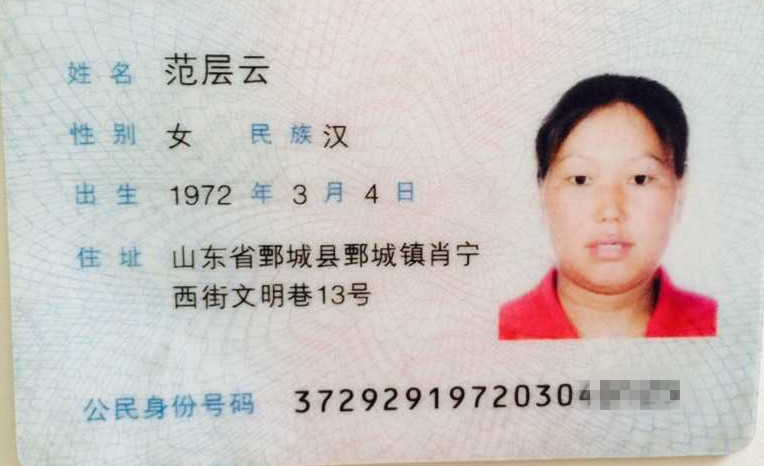 姓名 范层云
性别 女 民族 汉
出生 1972 年 3 月 4 日
住址 山东省鄄城县鄄城镇肖宁
西街文明巷13号
公民身份号码 37292919720304